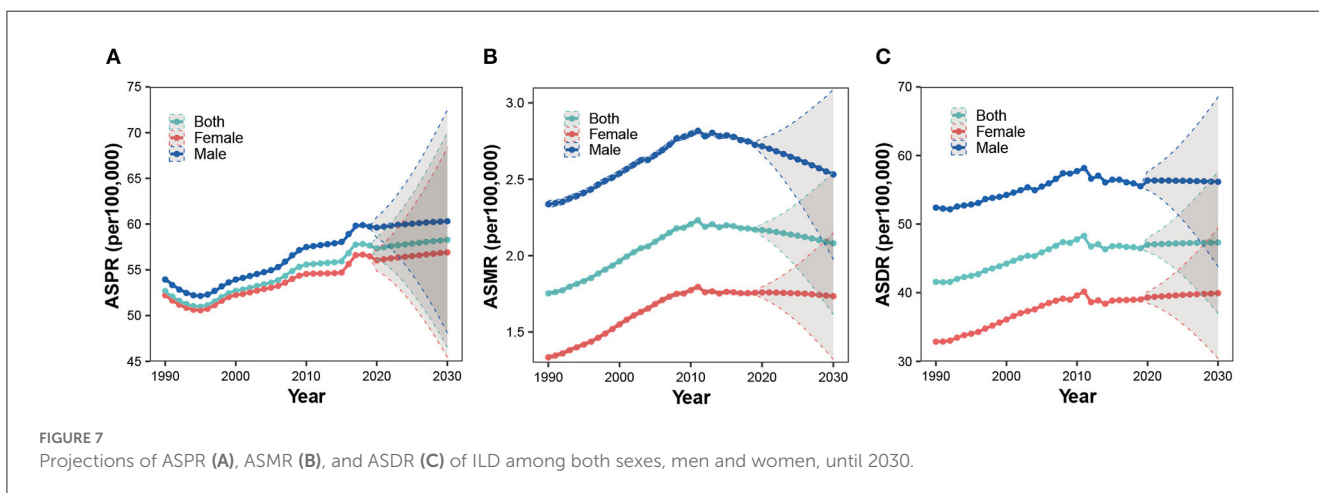 A
ASPR (per100,000)
75
70
65
60
55
50
45
Both
Female
Male
1990
2000
2010
2020
2030
Year
B
ASMR (per100,000)
3.0
2.5
2.0
1.5
Both
Female
Male
1990
2000
2010
2020
2030
Year
C
ASDR (per100,000)
70
60
50
40
30
Both
Female
Male
1990
2000
2010
2020
2030
Year
FIGURE 7
Projections of ASPR (A), ASMR (B), and ASDR (C) of ILD among both sexes, men and women, until 2030.